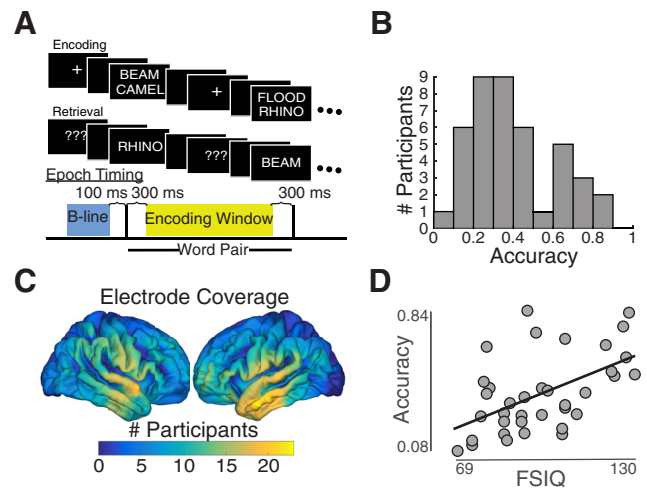 A
Encoding
+
BEAM
CAMEL
+
FLOOD
RHINO
Retrieval
???
RHINO
???
BEAM
Epoch Timing
100 ms 300 ms
300 ms
B-line
Encoding Window
Word Pair
B
# Participants
9
8
7
6
5
4
3
2
1
0
0 0.2 0.4 0.6 0.8 1
Accuracy
C
Electrode Coverage
# Participants
0 5 10 15 20
D
Accuracy
0.84
0.08
69 130
FSIQ